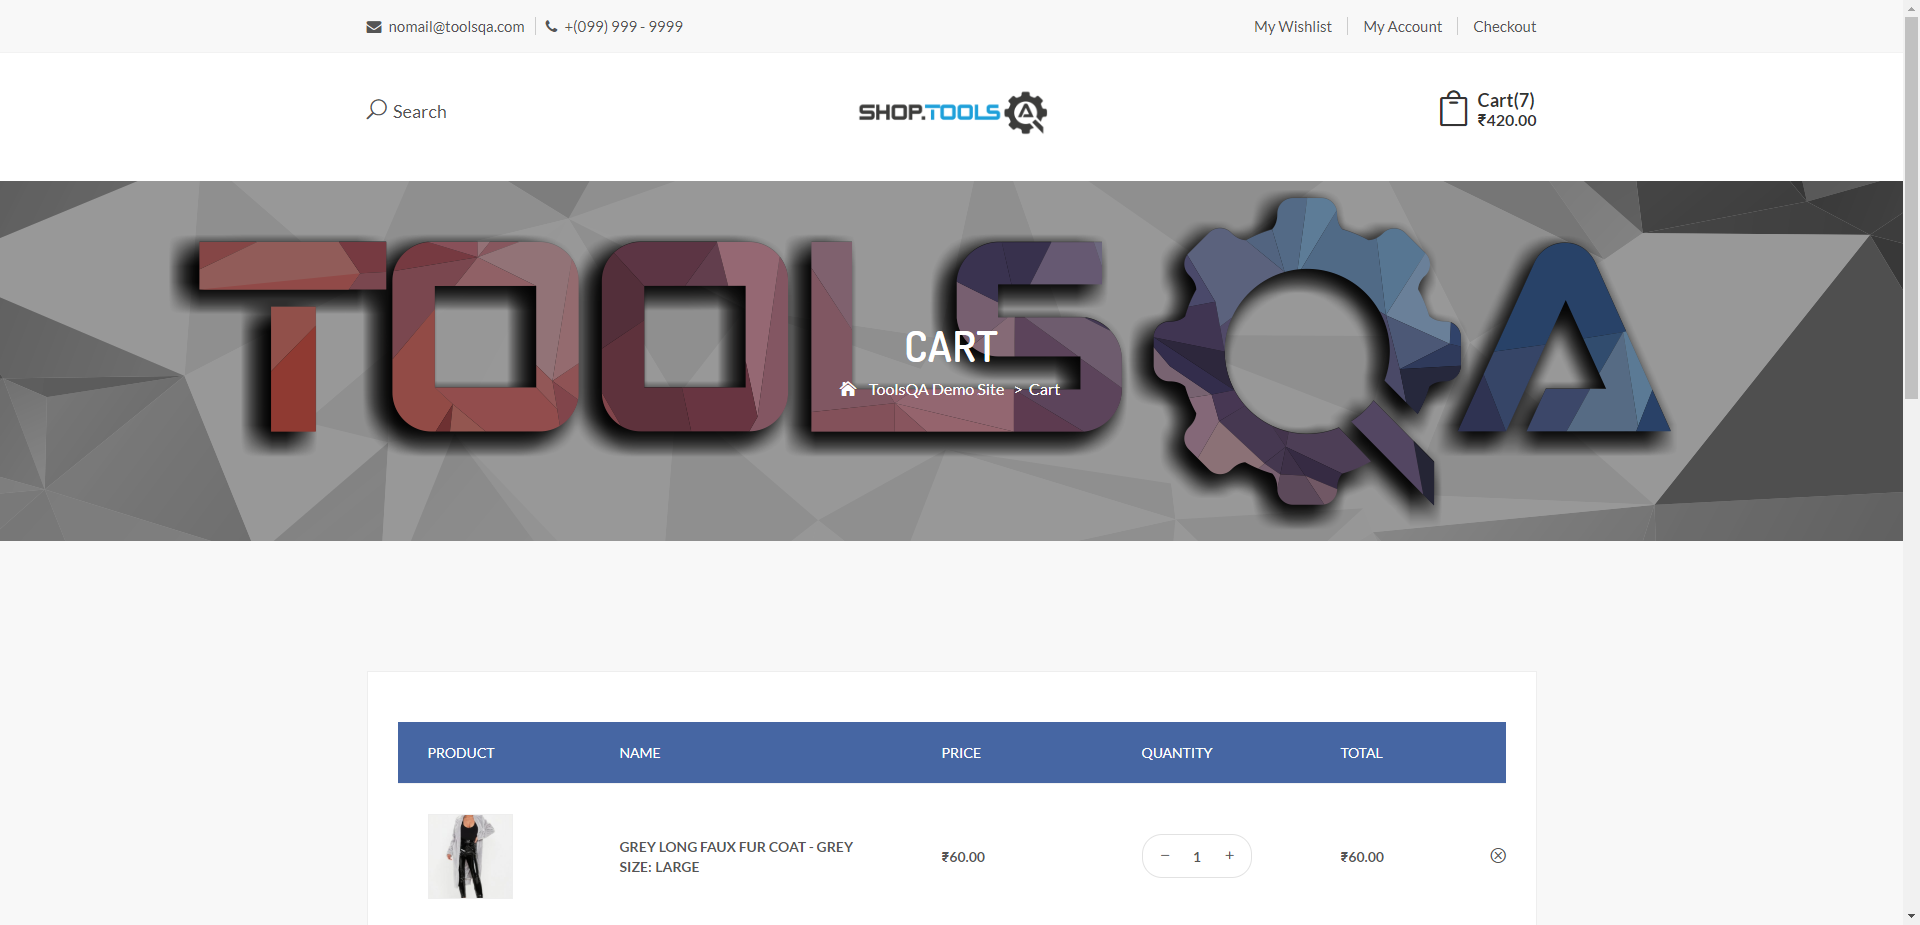 nomail@toolsqa.com
+(099) 999 - 9999
My Wishlist
My Account
Checkout
Search
SHOP.TOOLSQA
Cart(7)
₹420.00
TOOLSQA
CART
ToolsQA Demo Site > Cart
PRODUCT NAME PRICE QUANTITY TOTAL
GREY LONG FAUX FUR COAT - GREY
SIZE: LARGE
₹60.00
− 1 +
₹60.00